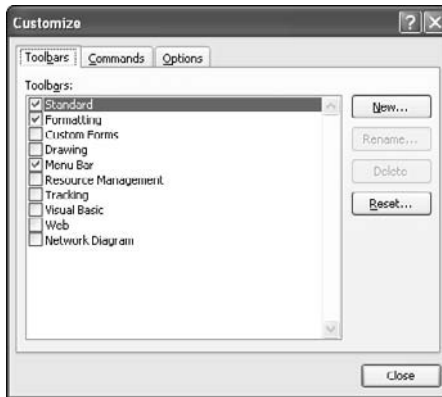 Customize
Toolbars Commands Options
Toolbars:
Standard
Formatting
Custom Forms
Drawing
Menu Bar
Resource Management
Tracking
Visual Basic
Web
Network Diagram
New...
Rename...
Delete
Reset...
Close